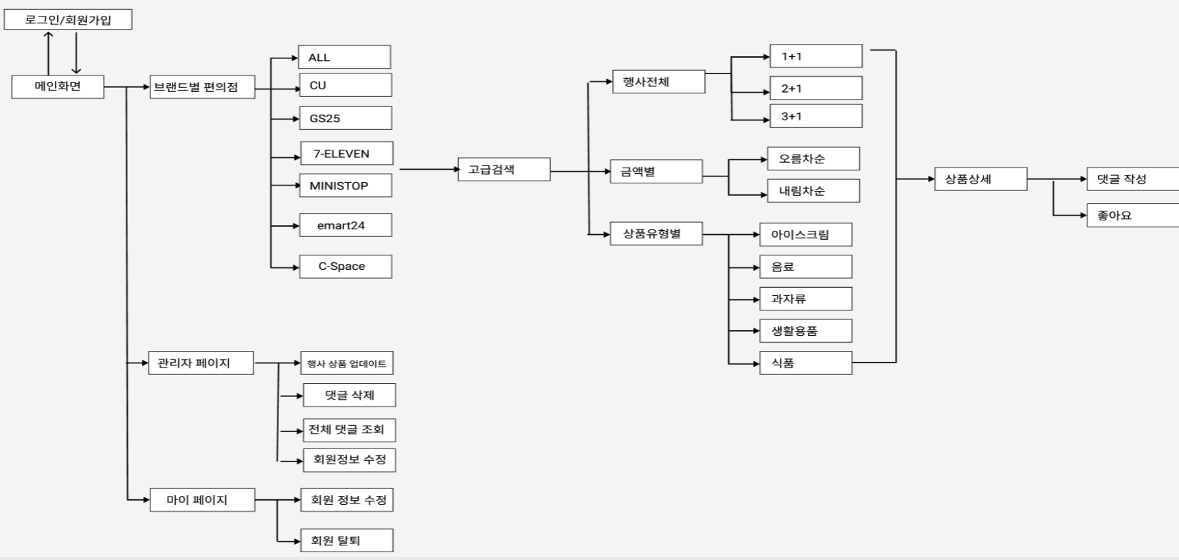 로그인/회원가입
메인화면
브랜드별 편의점
ALL
CU
GS25
7-ELEVEN
MINISTOP
emart24
C-Space
고급검색
행사전체
1+1
2+1
3+1
금액별
오름차순
내림차순
상품유형별
아이스크림
음료
과자류
생활용품
식품
상품상세
댓글 작성
좋아요
관리자 페이지
행사 상품 업데이트
댓글 삭제
전체 댓글 조회
회원정보 수정
마이 페이지
회원 정보 수정
회원 탈퇴